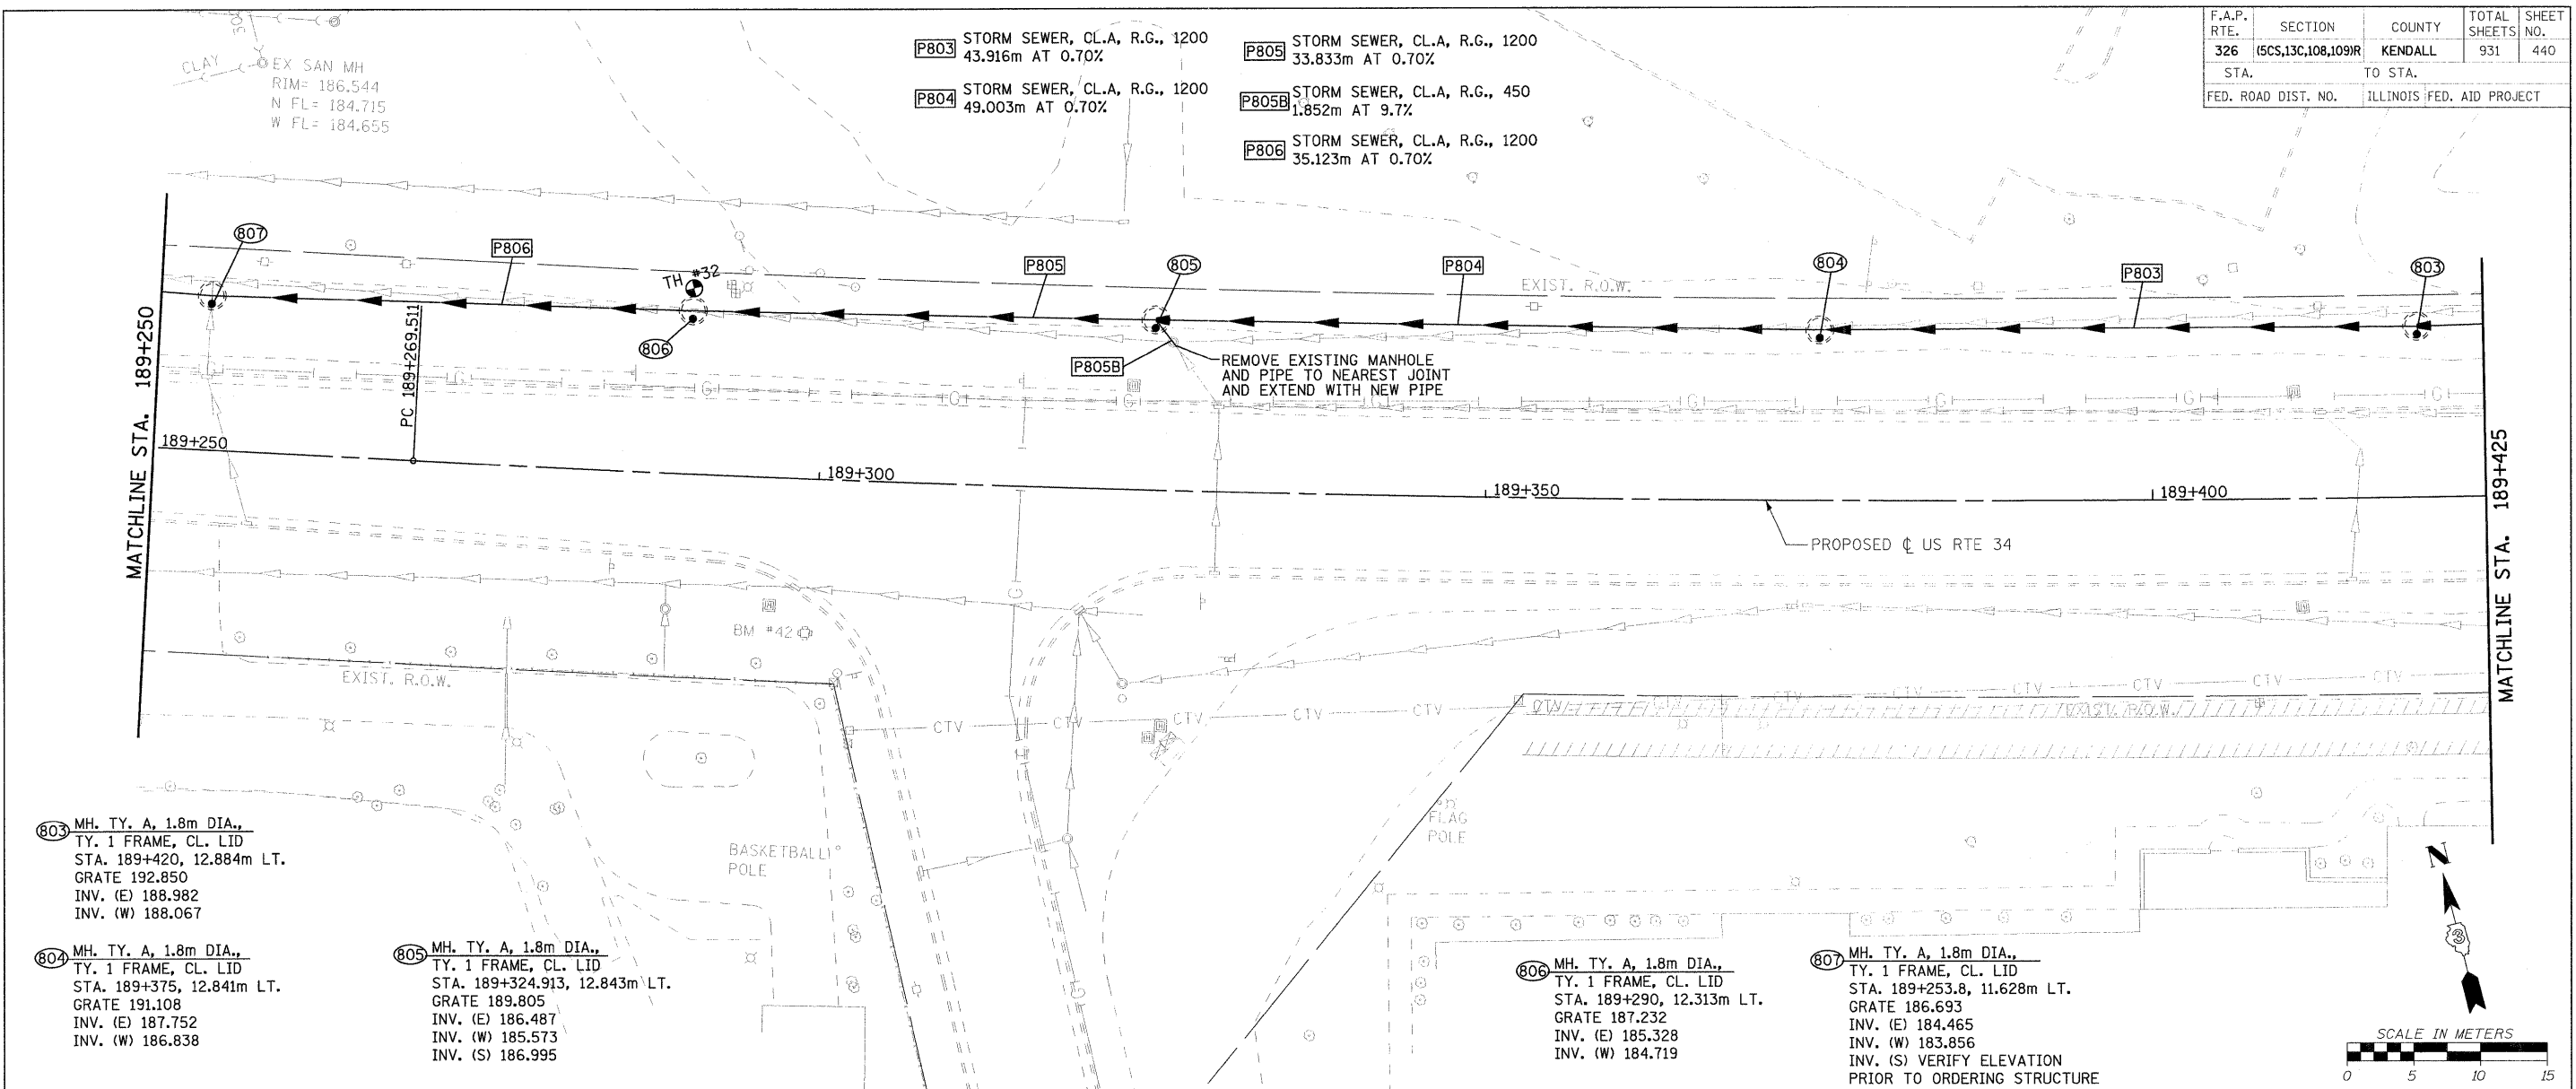 F.A.P. RTE. SECTION COUNTY TOTAL SHEETS SHEET NO.
326 (5CS,13C,108,109)R KENDALL 931 440
STA. TO STA.
FED. ROAD DIST. NO. ILLINOIS FED. AID PROJECT
CLAY
EX SAN MH
RIM= 186.544
N FL= 184.715
W FL= 184.655
P803 STORM SEWER, CL.A, R.G., 1200
43.916m AT 0.70%
P804 STORM SEWER, CL.A, R.G., 1200
49.003m AT 0.70%
P805 STORM SEWER, CL.A, R.G., 1200
33.833m AT 0.70%
P805B STORM SEWER, CL.A, R.G., 450
1.852m AT 9.7%
P806 STORM SEWER, CL.A, R.G., 1200
35.123m AT 0.70%
807
P806
TH #32
806
P805
805
P804
EXIST. R.O.W.
804
P803
803
P805B
REMOVE EXISTING MANHOLE
AND PIPE TO NEAREST JOINT
AND EXTEND WITH NEW PIPE
MATCHLINE STA. 189+250
PC 189+269.511
G G G G G G G G
189+250
189+300
189+350
189+400
PROPOSED ℄ US RTE 34
MATCHLINE STA. 189+425
G
BM #42
EXIST. R.O.W.
CTV CTV CTV CTV CTV CTV CTV CTV CTV CTV CTV
EXIST. R.O.W.
G
BASKETBALL
POLE
FLAG
POLE
G
803 MH. TY. A, 1.8m DIA.,
TY. 1 FRAME, CL. LID
STA. 189+420, 12.884m LT.
GRATE 192.850
INV. (E) 188.982
INV. (W) 188.067
804 MH. TY. A, 1.8m DIA.,
TY. 1 FRAME, CL. LID
STA. 189+375, 12.841m LT.
GRATE 191.108
INV. (E) 187.752
INV. (W) 186.838
805 MH. TY. A, 1.8m DIA.,
TY. 1 FRAME, CL. LID
STA. 189+324.913, 12.843m LT.
GRATE 189.805
INV. (E) 186.487
INV. (W) 185.573
INV. (S) 186.995
806 MH. TY. A, 1.8m DIA.,
TY. 1 FRAME, CL. LID
STA. 189+290, 12.313m LT.
GRATE 187.232
INV. (E) 185.328
INV. (W) 184.719
807 MH. TY. A, 1.8m DIA.,
TY. 1 FRAME, CL. LID
STA. 189+253.8, 11.628m LT.
GRATE 186.693
INV. (E) 184.465
INV. (W) 183.856
INV. (S) VERIFY ELEVATION
PRIOR TO ORDERING STRUCTURE
N
3
SCALE IN METERS
0 5 10 15